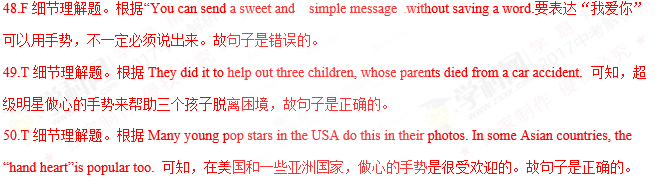 48.F 细节理解题。根据“You can send a sweet and simple message .without saving a word.要表达“我爱你”
可以用手势，不一定必须说出来。故句子是错误的。
49.T 细节理解题。根据 They did it to help out three children, whose parents died from a car accident. 可知，超
级明星做心的手势来帮助三个孩子脱离困境，故句子是正确的。
50.T 细节理解题。根据 Many young pop stars in the USA do this in their photos. In some Asian countries, the
“hand heart”is popular too. 可知，在美国和一些亚洲国家，做心的手势是很受欢迎的。故句子是正确的。